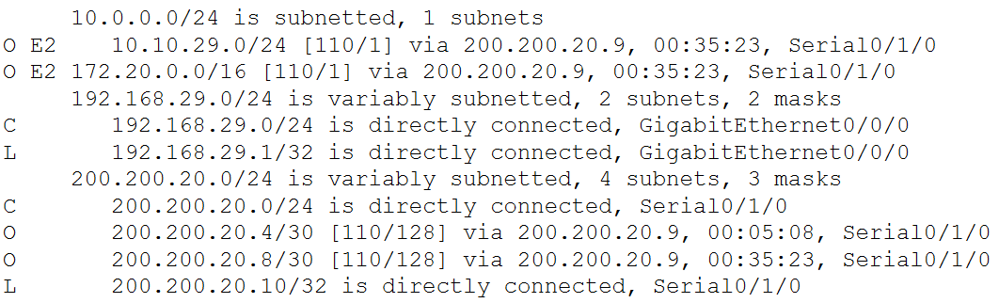 10.0.0.0/24 is subnetted, 1 subnets
O E2 10.10.29.0/24 [110/1] via 200.200.20.9, 00:35:23, Serial0/1/0
O E2 172.20.0.0/16 [110/1] via 200.200.20.9, 00:35:23, Serial0/1/0
192.168.29.0/24 is variably subnetted, 2 subnets, 2 masks
C 192.168.29.0/24 is directly connected, GigabitEthernet0/0/0
L 192.168.29.1/32 is directly connected, GigabitEthernet0/0/0
200.200.20.0/24 is variably subnetted, 4 subnets, 3 masks
C 200.200.20.0/24 is directly connected, Serial0/1/0
O 200.200.20.4/30 [110/128] via 200.200.20.9, 00:05:08, Serial0/1/0
O 200.200.20.8/30 [110/128] via 200.200.20.9, 00:35:23, Serial0/1/0
L 200.200.20.10/32 is directly connected, Serial0/1/0